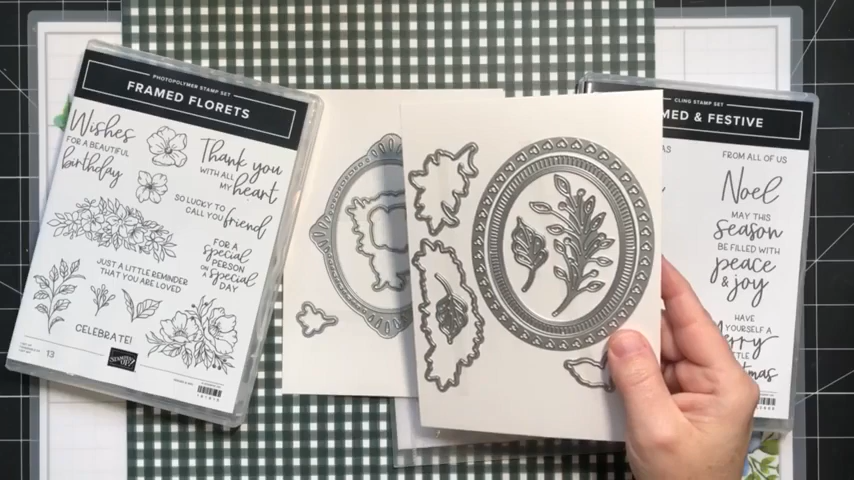 PHOTOPOLYMER STAMP SET
FRAMED FLORETS
Wishes
FOR A BEAUTIFUL
birthday
Thank you
WITH ALL
MY heart
SO LUCKY TO
CALL YOU friend
FOR A
special
PERSON
ON A
special
DAY
JUST A LITTLE REMINDER
THAT YOU ARE LOVED
CELEBRATE!
13
STAMPIN' UP!
CLING STAMP SET
MED & FESTIVE
FROM ALL OF US
Noel
MAY THIS
season
BE FILLED WITH
peace
& joy
HAVE
YOURSELF A